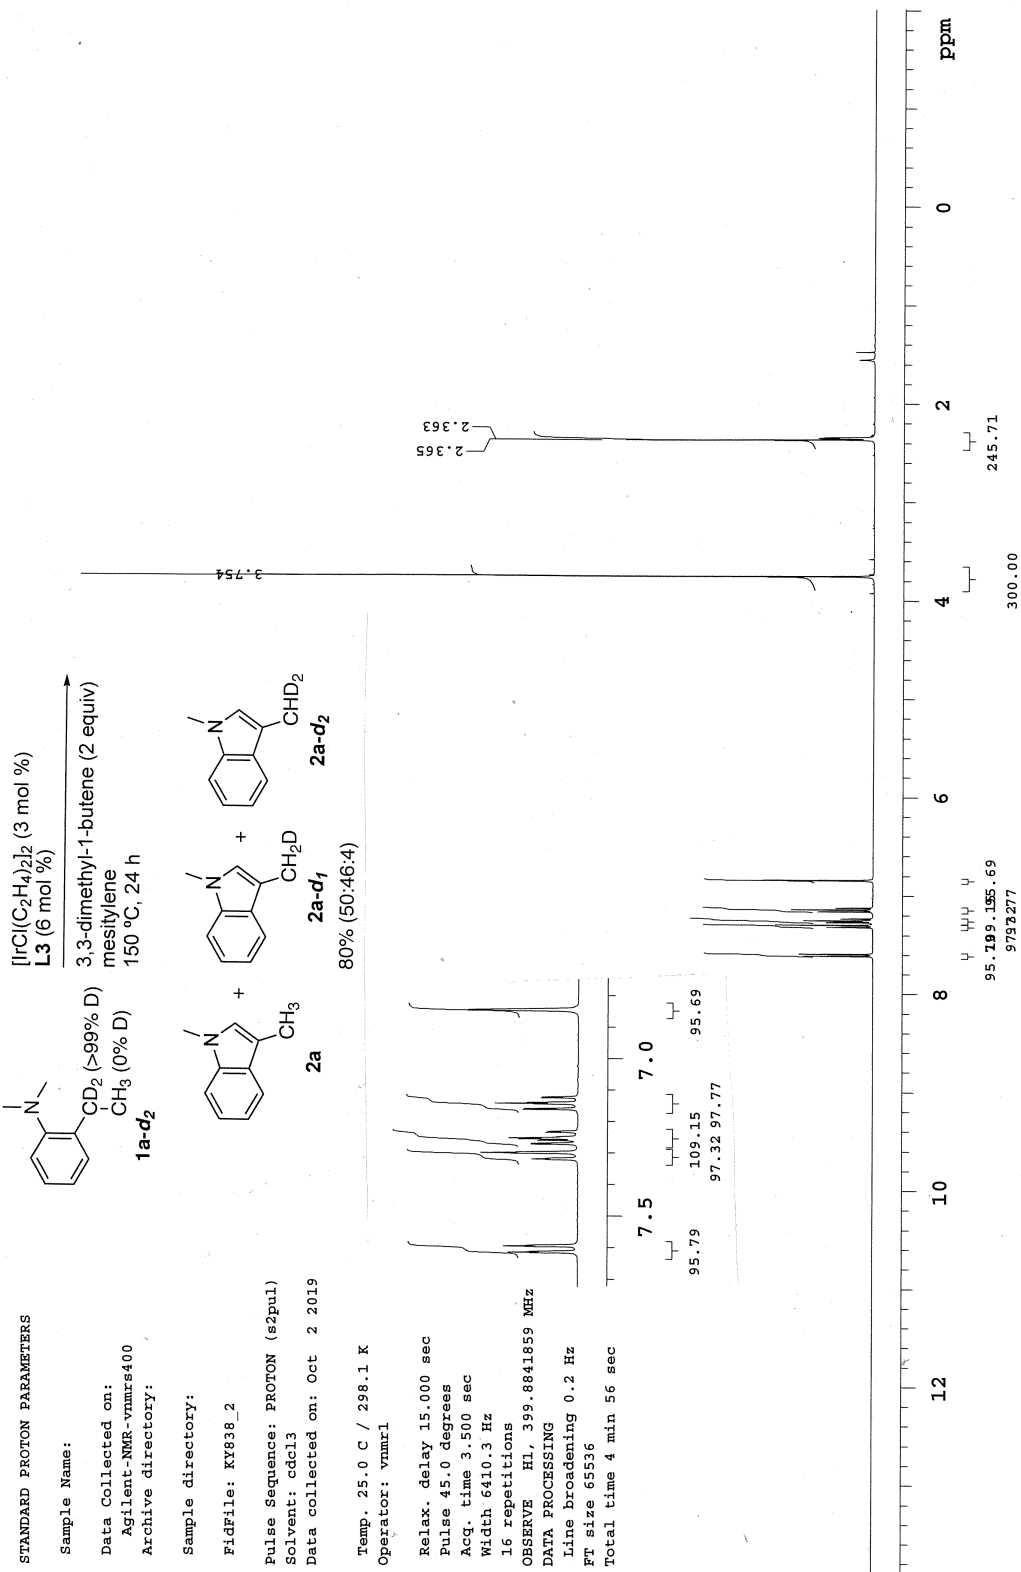 STANDARD PROTON PARAMETERS
Sample Name:
Data Collected on:
Agilent-NMR-vnmrs400
Archive directory:
Sample directory:
FidFile: KY838_2
Pulse Sequence: PROTON (s2pul)
Solvent: cdcl3
Data collected on: Oct 2 2019
Temp. 25.0 C / 298.1 K
Operator: vnmr1
Relax. delay 15.000 sec
Pulse 45.0 degrees
Acq. time 3.500 sec
Width 6410.3 Hz
16 repetitions
OBSERVE H1, 399.8841859 MHz
DATA PROCESSING
Line broadening 0.2 Hz
FT size 65536
Total time 4 min 56 sec
N
CD2 (>99% D)
CH3 (0% D)
1a-d2
[IrCl(C2H4)2]2 (3 mol %)
L3 (6 mol %)
3,3-dimethyl-1-butene (2 equiv)
mesitylene
150 ºC, 24 h
N
CH3
2a
+
N
CH2D
2a-d1
+
N
CHD2
2a-d2
80% (50:46:4)
7.5 7.0
95.79 109.15 95.69
97.32 97.77
3.754
2.365
2.363
12 10 8 6 4 2 0 ppm
300.00
245.71